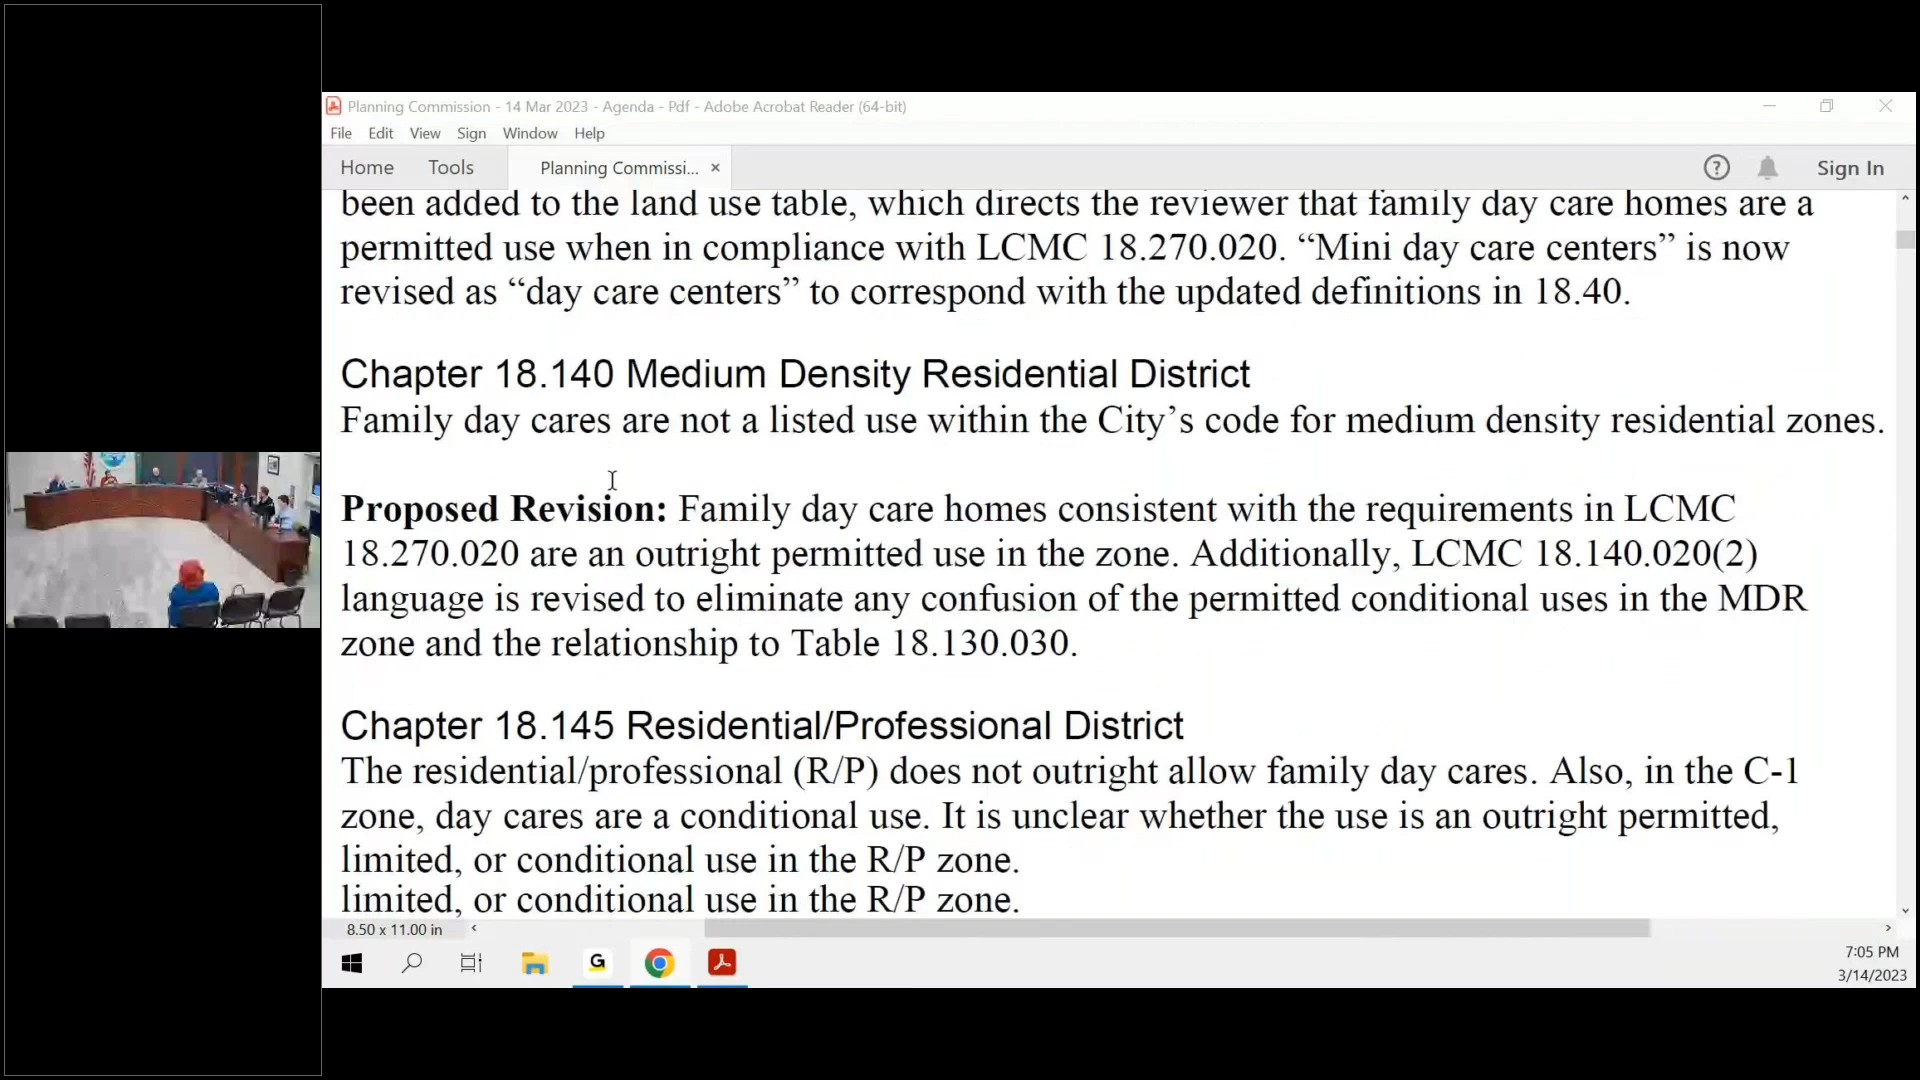 Planning Commission - 14 Mar 2023 - Agenda - Pdf - Adobe Acrobat Reader (64-bit)
File Edit View Sign Window Help
Home Tools Planning Commissi... × ? Sign In
been added to the land use table, which directs the reviewer that family day care homes are a
permitted use when in compliance with LCMC 18.270.020. “Mini day care centers” is now
revised as “day care centers” to correspond with the updated definitions in 18.40.
Chapter 18.140 Medium Density Residential District
Family day cares are not a listed use within the City’s code for medium density residential zones.
Proposed Revision: Family day care homes consistent with the requirements in LCMC
18.270.020 are an outright permitted use in the zone. Additionally, LCMC 18.140.020(2)
language is revised to eliminate any confusion of the permitted conditional uses in the MDR
zone and the relationship to Table 18.130.030.
Chapter 18.145 Residential/Professional District
The residential/professional (R/P) does not outright allow family day cares. Also, in the C-1
zone, day cares are a conditional use. It is unclear whether the use is an outright permitted,
limited, or conditional use in the R/P zone.
limited, or conditional use in the R/P zone.
8.50 x 11.00 in
G
7:05 PM
3/14/2023